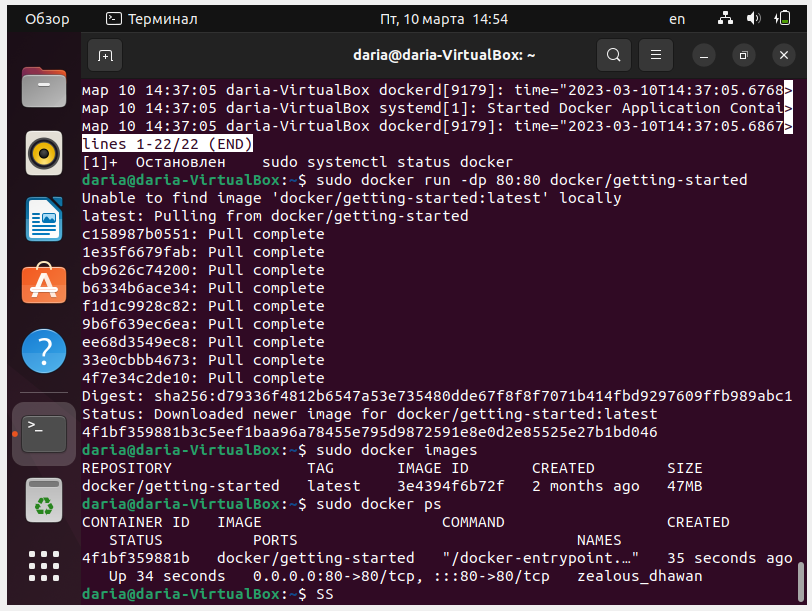 Обзор Терминал Пт, 10 марта 14:54 en
daria@daria-VirtualBox: ~
мар 10 14:37:05 daria-VirtualBox dockerd[9179]: time="2023-03-10T14:37:05.6768>
мар 10 14:37:05 daria-VirtualBox systemd[1]: Started Docker Application Contai>
мар 10 14:37:05 daria-VirtualBox dockerd[9179]: time="2023-03-10T14:37:05.6867>
lines 1-22/22 (END)
[1]+  Остановлен    sudo systemctl status docker
daria@daria-VirtualBox:~$ sudo docker run -dp 80:80 docker/getting-started
Unable to find image 'docker/getting-started:latest' locally
latest: Pulling from docker/getting-started
c158987b0551: Pull complete
1e35f6679fab: Pull complete
cb9626c74200: Pull complete
b6334b6ace34: Pull complete
f1d1c9928c82: Pull complete
9b6f639ec6ea: Pull complete
ee68d3549ec8: Pull complete
33e0cbbb4673: Pull complete
4f7e34c2de10: Pull complete
Digest: sha256:d79336f4812b6547a53e735480dde67f8f8f7071b414fbd9297609ffb989abc1
Status: Downloaded newer image for docker/getting-started:latest
4f1bf359881b3c5eef1baa96a78455e795d9872591e8e0d2e85525e27b1bd046
daria@daria-VirtualBox:~$ sudo docker images
REPOSITORY               TAG       IMAGE ID       CREATED        SIZE
docker/getting-started   latest    3e4394f6b72f   2 months ago   47MB
daria@daria-VirtualBox:~$ sudo docker ps
CONTAINER ID   IMAGE                    COMMAND                  CREATED
   STATUS          PORTS                               NAMES
4f1bf359881b   docker/getting-started   "/docker-entrypoint.…"   35 seconds ago
   Up 34 seconds   0.0.0.0:80->80/tcp, :::80->80/tcp   zealous_dhawan
daria@daria-VirtualBox:~$ SS